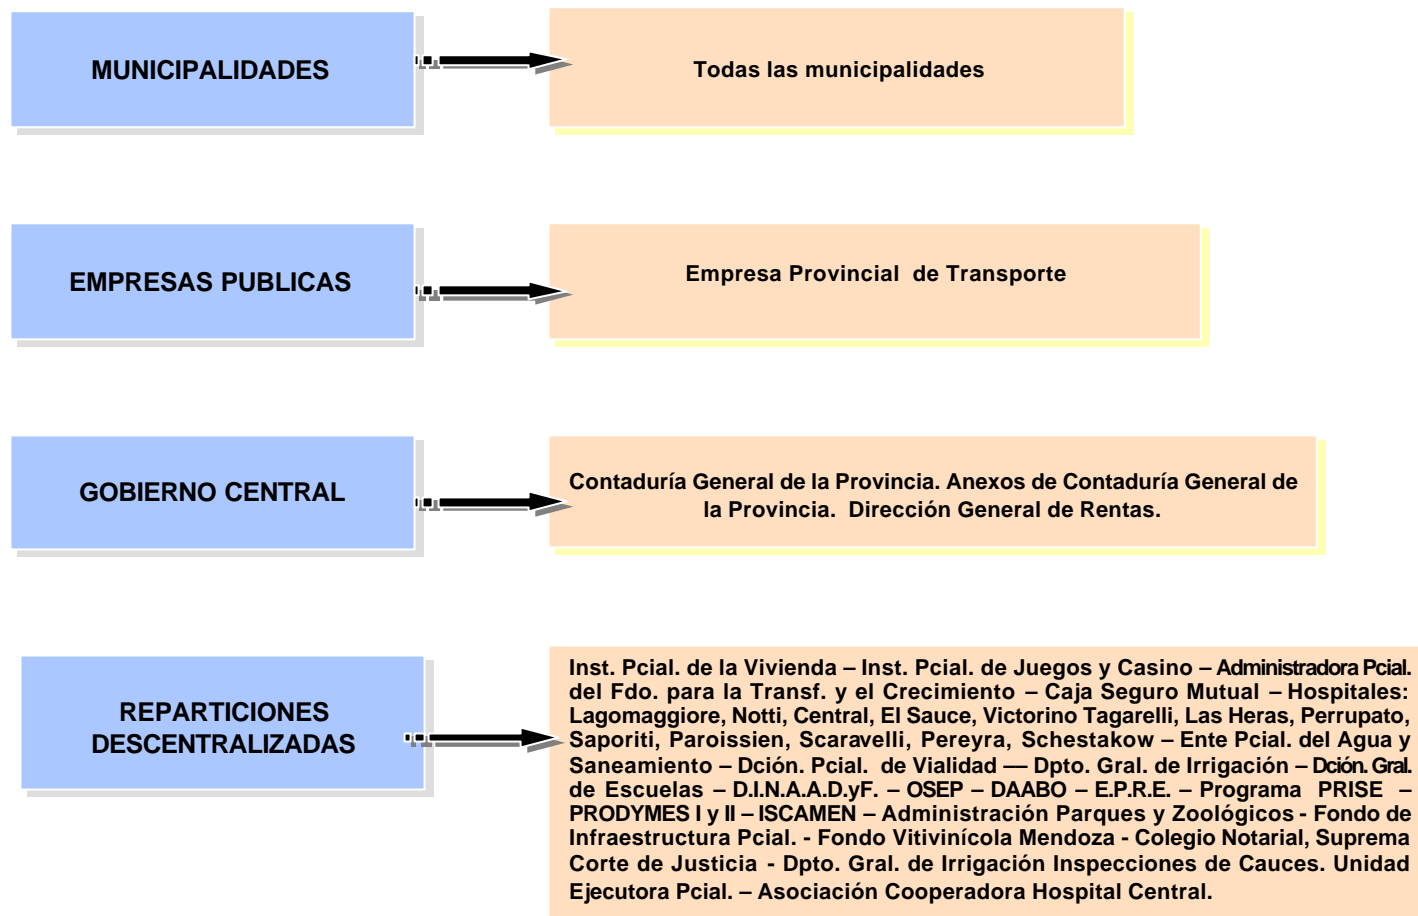 MUNICIPALIDADES
Todas las municipalidades
EMPRESAS PUBLICAS
Empresa Provincial de Transporte
GOBIERNO CENTRAL
Contaduría General de la Provincia. Anexos de Contaduría General de
la Provincia. Dirección General de Rentas.
REPARTICIONES
DESCENTRALIZADAS
Inst. Pcial. de la Vivienda – Inst. Pcial. de Juegos y Casino – Administradora Pcial.
del Fdo. para la Transf. y el Crecimiento – Caja Seguro Mutual – Hospitales:
Lagomaggiore, Notti, Central, El Sauce, Victorino Tagarelli, Las Heras, Perrupato,
Saporiti, Paroissien, Scaravelli, Pereyra, Schestakow – Ente Pcial. del Agua y
Saneamiento – Dción. Pcial. de Vialidad –– Dpto. Gral. de Irrigación – Dción. Gral.
de Escuelas – D.I.N.A.A.D.yF. – OSEP – DAABO – E.P.R.E. – Programa PRISE –
PRODYMES I y II – ISCAMEN – Administración Parques y Zoológicos - Fondo de
Infraestructura Pcial. - Fondo Vitivinícola Mendoza - Colegio Notarial, Suprema
Corte de Justicia - Dpto. Gral. de Irrigación Inspecciones de Cauces. Unidad
Ejecutora Pcial. – Asociación Cooperadora Hospital Central.